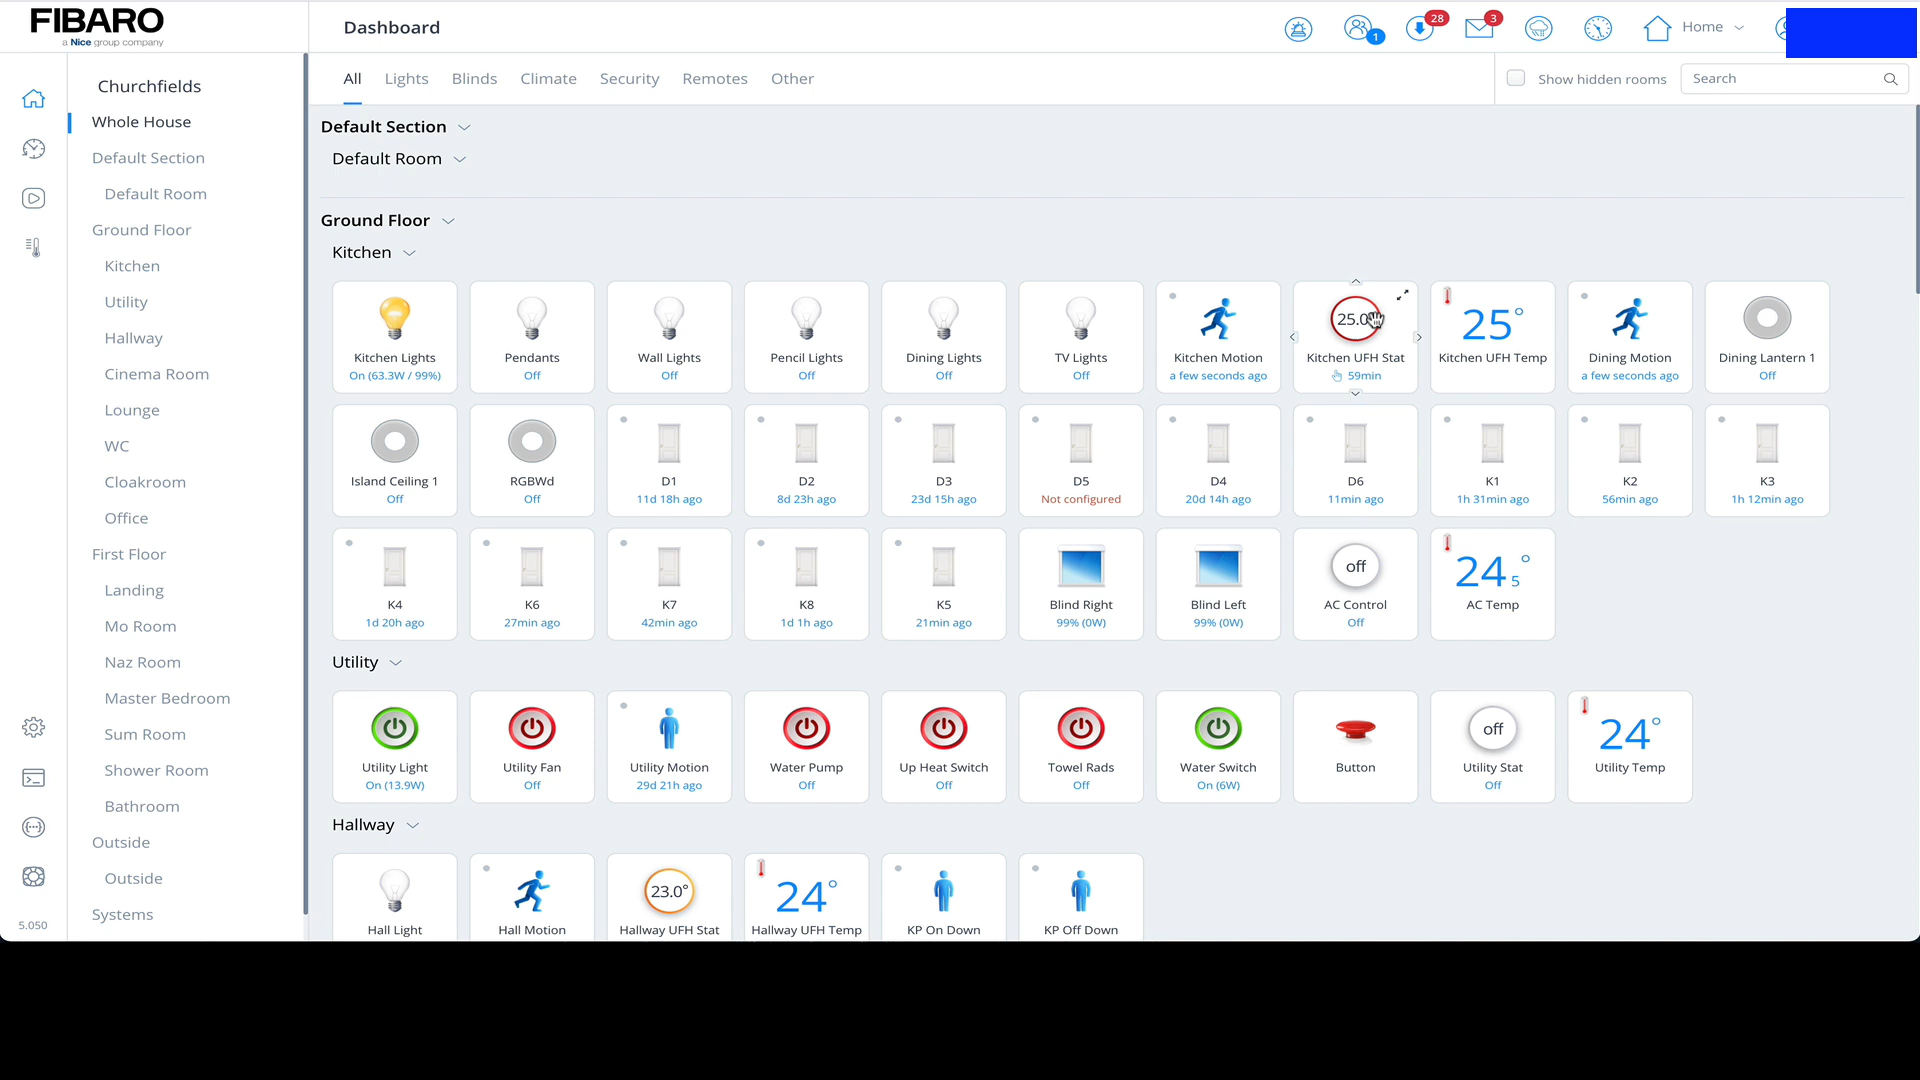 FIBARO
a Nice group company
Dashboard
1
28
3
Home
All
Lights
Blinds
Climate
Security
Remotes
Other
Show hidden rooms
Search
Churchfields
Whole House
Default Section
Default Room
Ground Floor
Kitchen
Utility
Hallway
Cinema Room
Lounge
WC
Cloakroom
Office
First Floor
Landing
Mo Room
Naz Room
Master Bedroom
Sum Room
Shower Room
Bathroom
Outside
Outside
Systems
5.050
Default Section
Default Room
Ground Floor
Kitchen
Kitchen Lights
On (63.3W / 99%)
Pendants
Off
Wall Lights
Off
Pencil Lights
Off
Dining Lights
Off
TV Lights
Off
Kitchen Motion
a few seconds ago
25.0
Kitchen UFH Stat
59min
25°
Kitchen UFH Temp
Dining Motion
a few seconds ago
Dining Lantern 1
Off
Island Ceiling 1
Off
RGBWd
Off
D1
11d 18h ago
D2
8d 23h ago
D3
23d 15h ago
D5
Not configured
D4
20d 14h ago
D6
11min ago
K1
1h 31min ago
K2
56min ago
K3
1h 12min ago
K4
1d 20h ago
K6
27min ago
K7
42min ago
K8
1d 1h ago
K5
21min ago
Blind Right
99% (0W)
Blind Left
99% (0W)
off
AC Control
Off
24 5°
AC Temp
Utility
Utility Light
On (13.9W)
Utility Fan
Off
Utility Motion
29d 21h ago
Water Pump
Off
Up Heat Switch
Off
Towel Rads
Off
Water Switch
On (6W)
Button
off
Utility Stat
Off
24°
Utility Temp
Hallway
Hall Light
Hall Motion
23.0°
Hallway UFH Stat
24°
Hallway UFH Temp
KP On Down
KP Off Down